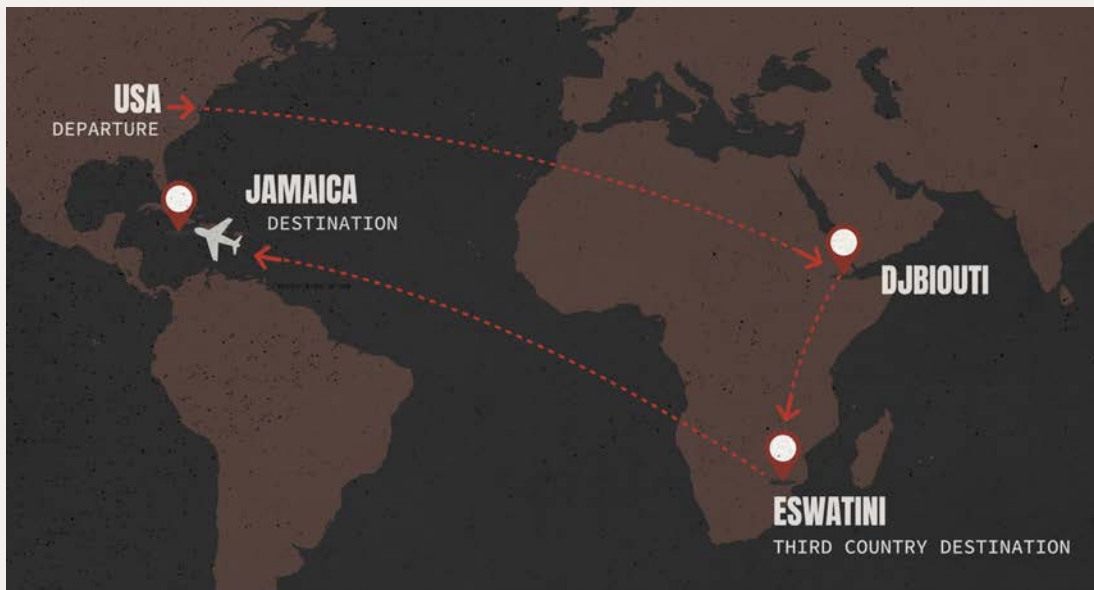 USA
DEPARTURE
JAMAICA
DESTINATION
DJBIOUTI
ESWATINI
THIRD COUNTRY DESTINATION